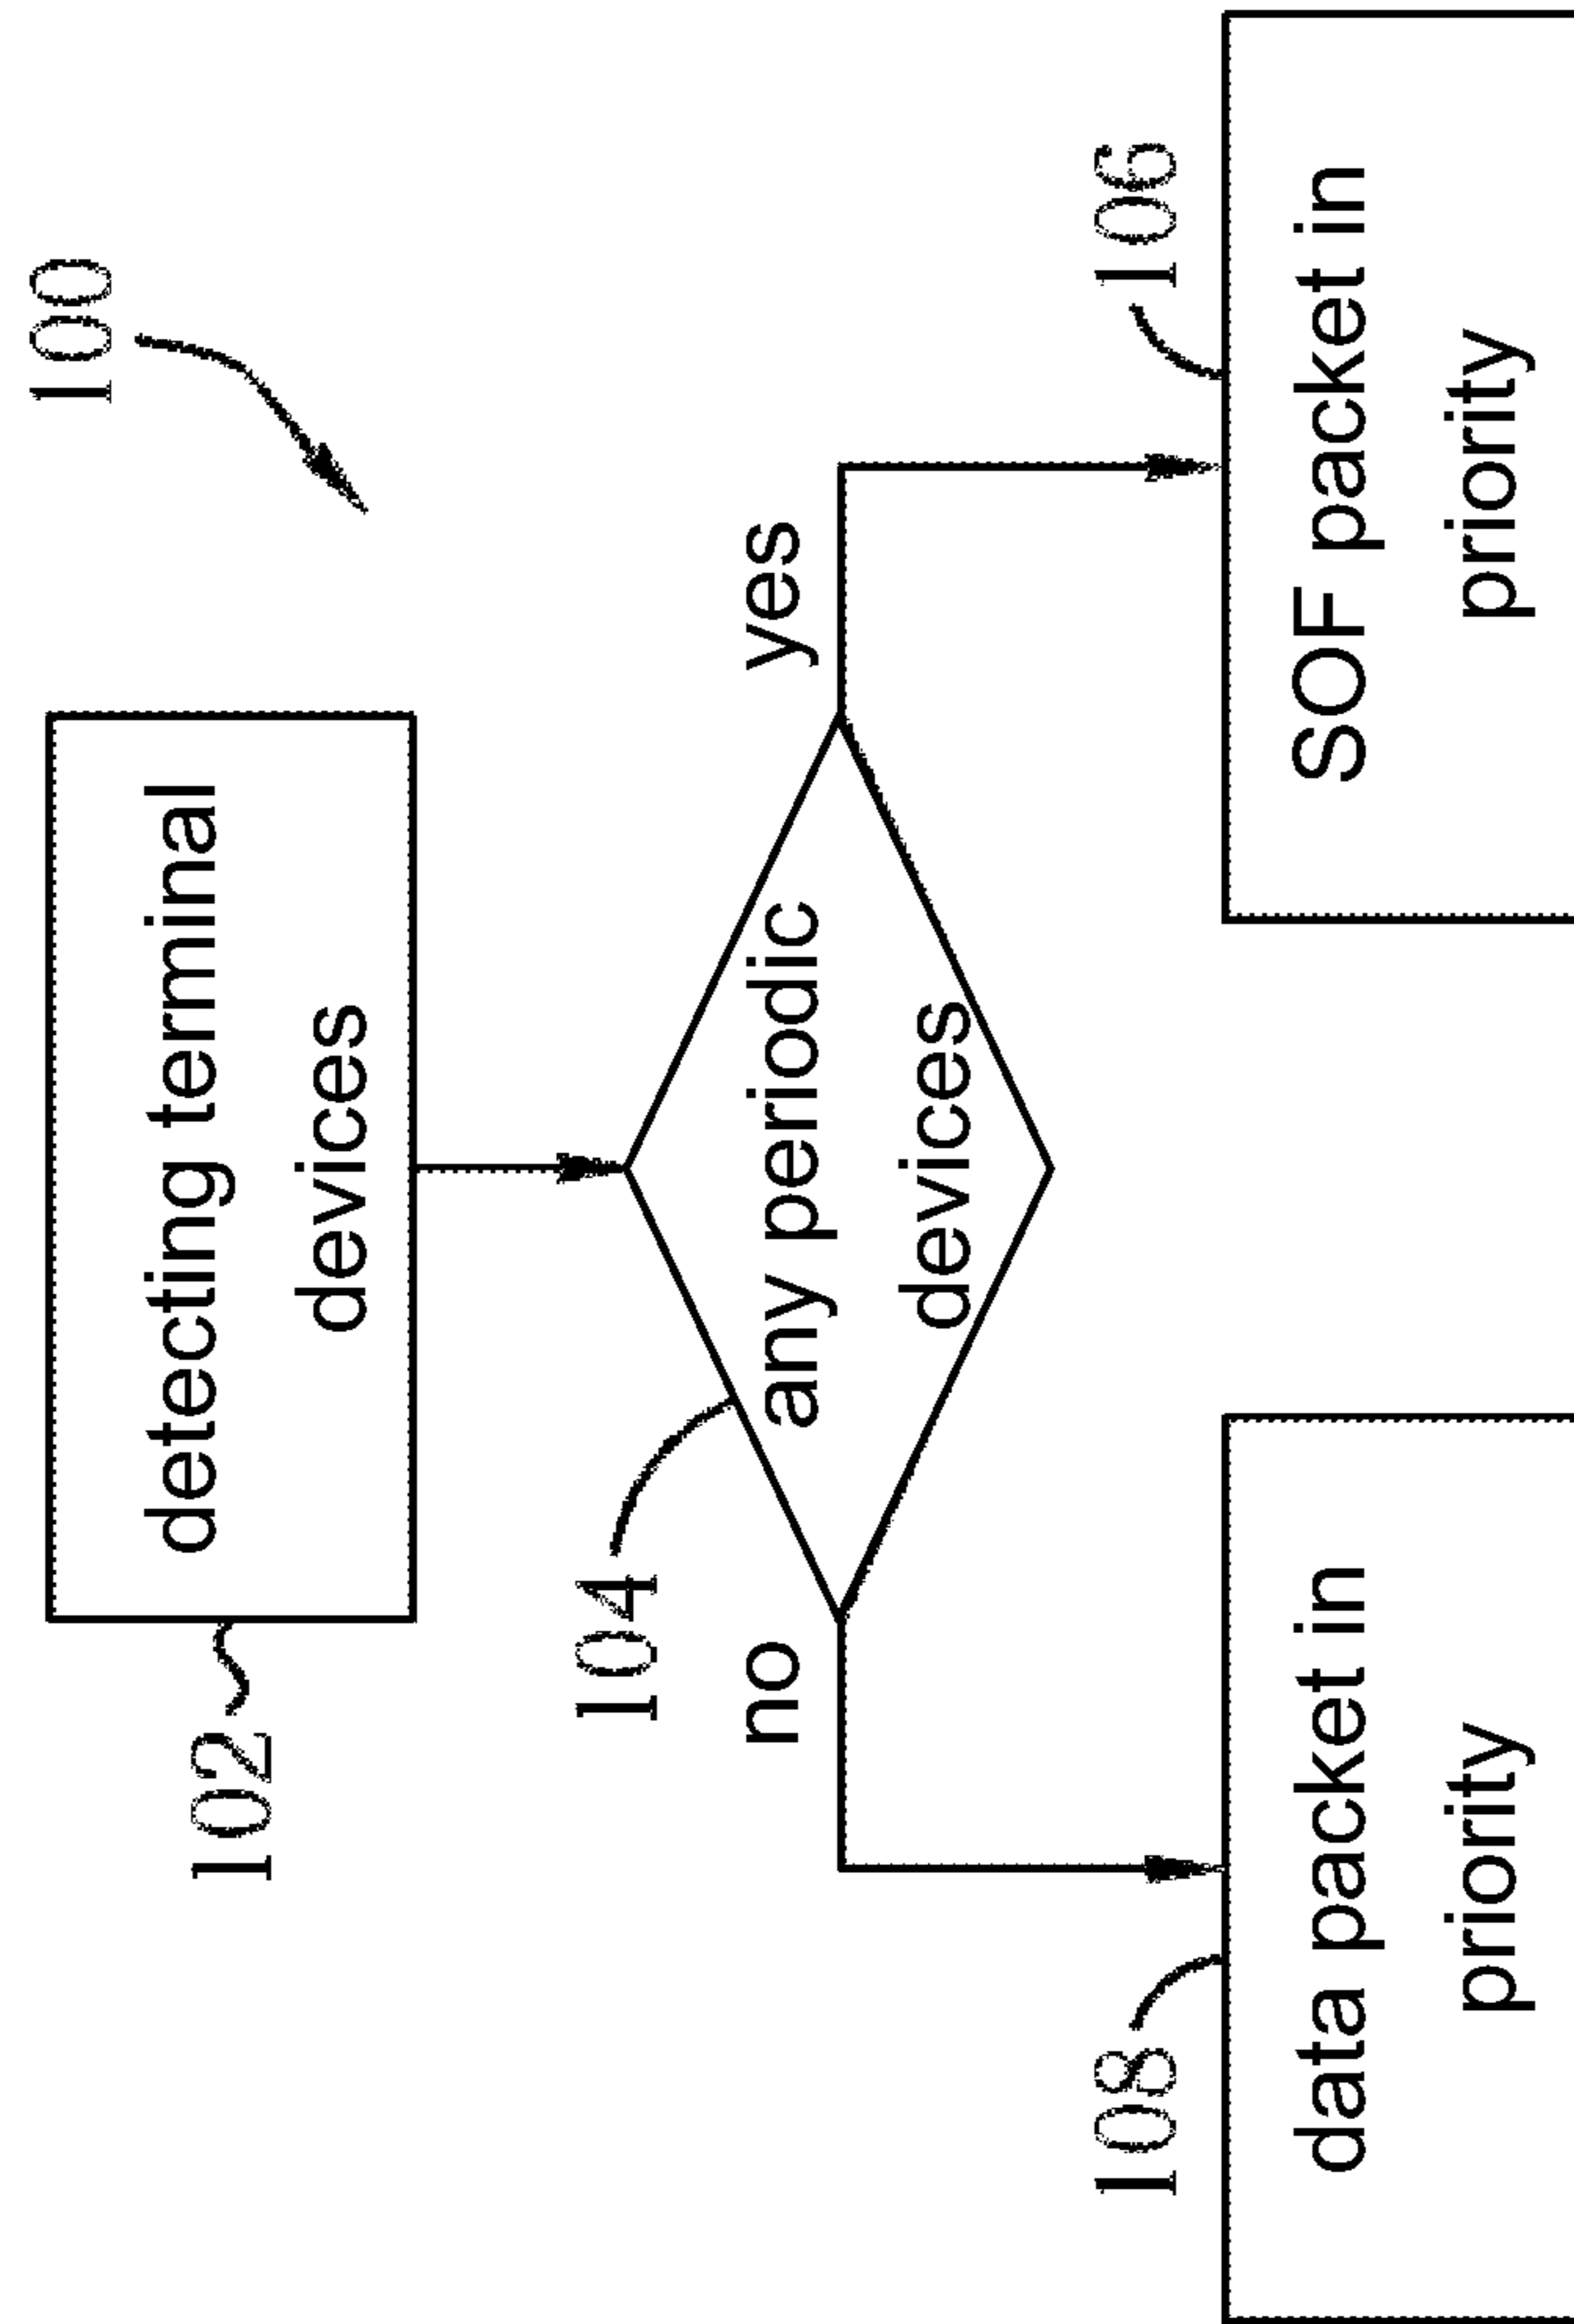 100
detecting terminal
devices
102
104
any periodic
devices
no
yes
108
106
data packet in
priority
SOF packet in
priority